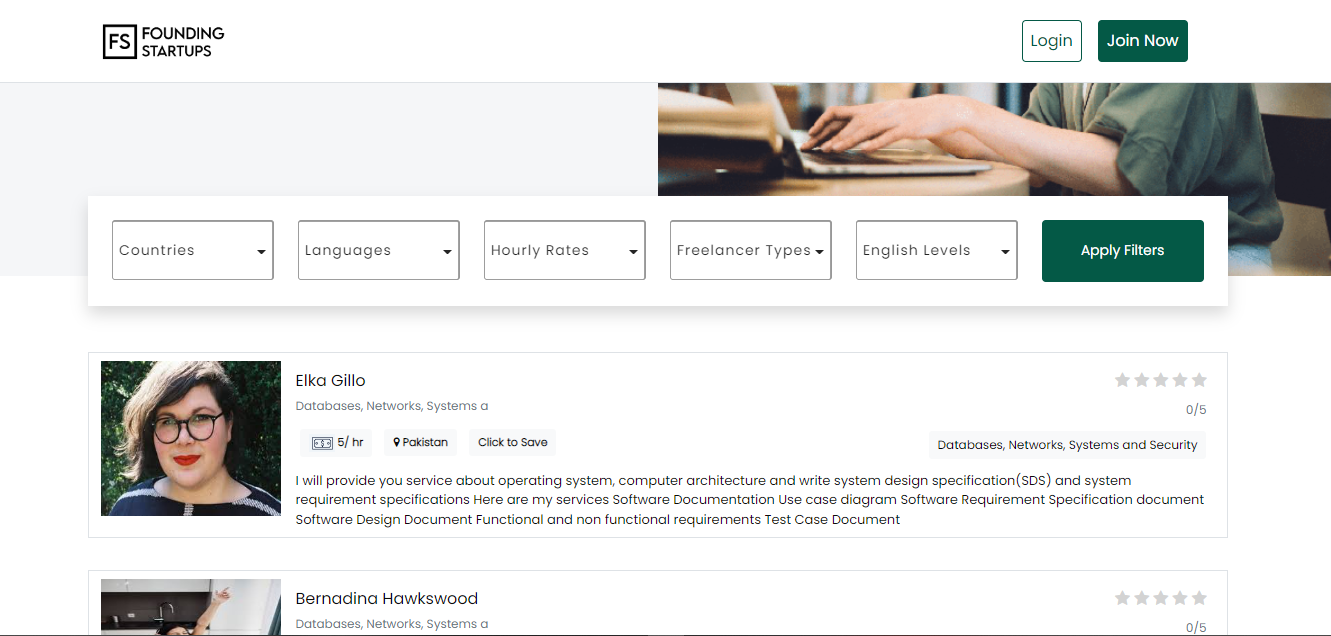 FS FOUNDING
STARTUPS
Login
Join Now
Countries
Languages
Hourly Rates
Freelancer Types
English Levels
Apply Filters
Elka Gillo
Databases, Networks, Systems a
0/5
5/ hr
Pakistan
Click to Save
Databases, Networks, Systems and Security
I will provide you service about operating system, computer architecture and write system design specification(SDS) and system
requirement specifications Here are my services Software Documentation Use case diagram Software Requirement Specification document
Software Design Document Functional and non functional requirements Test Case Document
Bernadina Hawkswood
Databases, Networks, Systems a
0/5